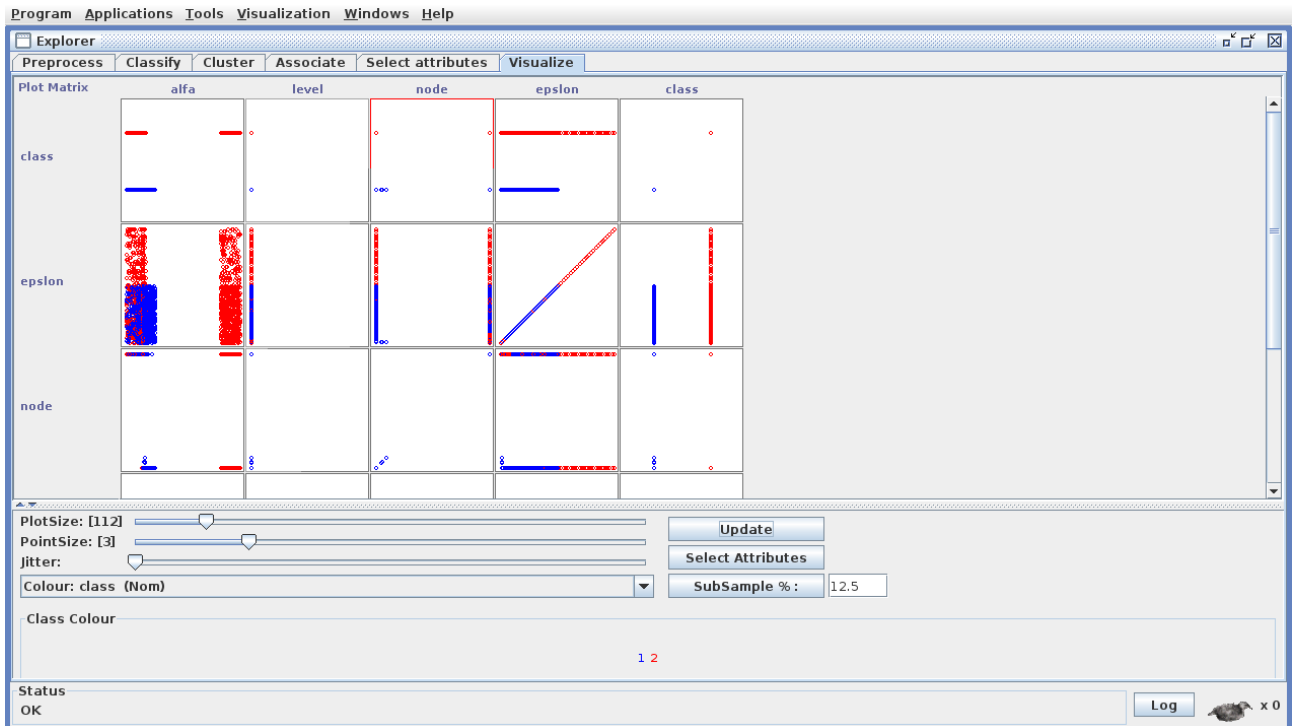 Program Applications Tools Visualization Windows Help
Explorer
Preprocess Classify Cluster Associate Select attributes Visualize
Plot Matrix alfa level node epslon class
class
epslon
node
PlotSize: [112]
Update
PointSize: [3]
Select Attributes
Jitter:
Colour: class (Nom)
SubSample % : 12.5
Class Colour
1 2
Status
OK
Log x 0